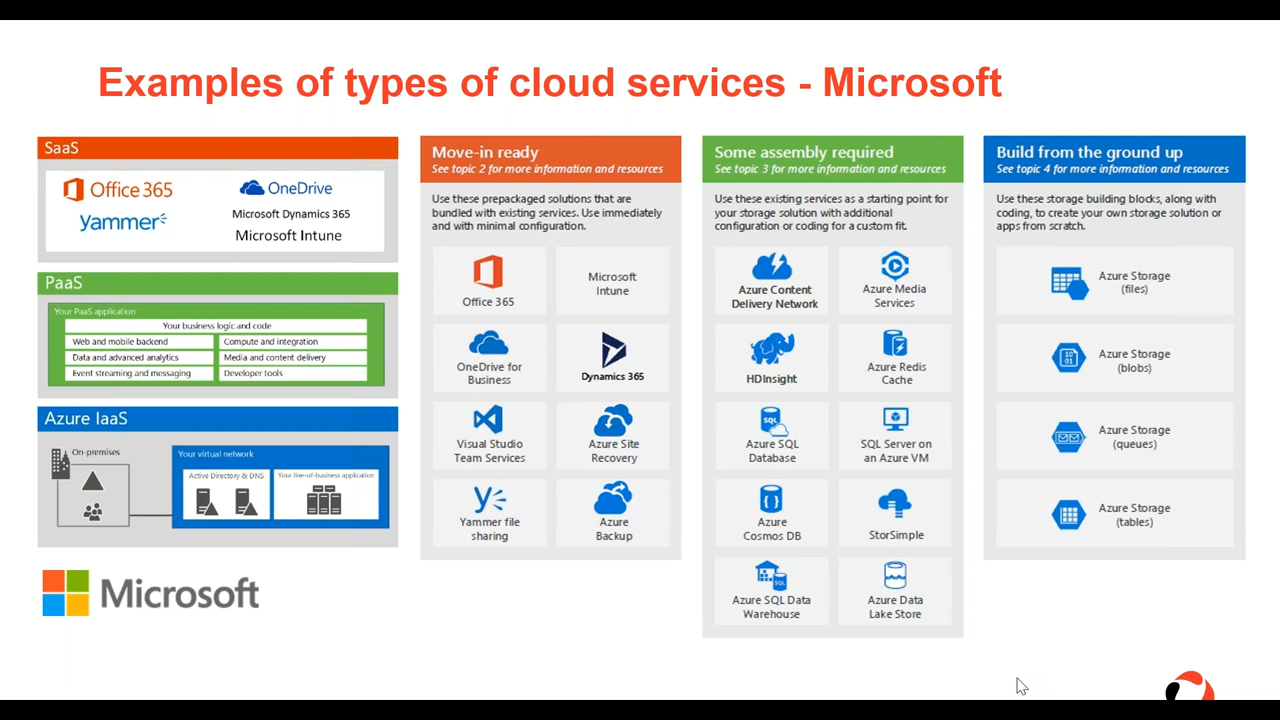 Examples of types of cloud services - Microsoft
SaaS
Office 365
OneDrive
yammer
Microsoft Dynamics 365
Microsoft Intune
PaaS
Your PaaS application
Your business logic and code
Web and mobile backend
Compute and integration
Data and advanced analytics
Media and content delivery
Event streaming and messaging
Developer tools
Azure IaaS
On-premises
Your virtual network
Active Directory & DNS
Your line-of-business application
Microsoft
Move-in ready
See topic 2 for more information and resources
Use these prepackaged solutions that are
bundled with existing services. Use immediately
and with minimal configuration.
Office 365
Microsoft
Intune
OneDrive for
Business
Dynamics 365
Visual Studio
Team Services
Azure Site
Recovery
Yammer file
sharing
Azure
Backup
Some assembly required
See topic 3 for more information and resources
Use these existing services as a starting point for
your storage solution with additional
configuration or coding for a custom fit.
Azure Content
Delivery Network
Azure Media
Services
HDInsight
Azure Redis
Cache
SQL
Azure SQL
Database
SQL Server on
an Azure VM
Azure
Cosmos DB
StorSimple
SQL
Azure SQL Data
Warehouse
Azure Data
Lake Store
Build from the ground up
See topic 4 for more information and resources
Use these storage building blocks, along with
coding, to create your own storage solution or
apps from scratch.
Azure Storage
(files)
10
01
Azure Storage
(blobs)
Azure Storage
(queues)
Azure Storage
(tables)